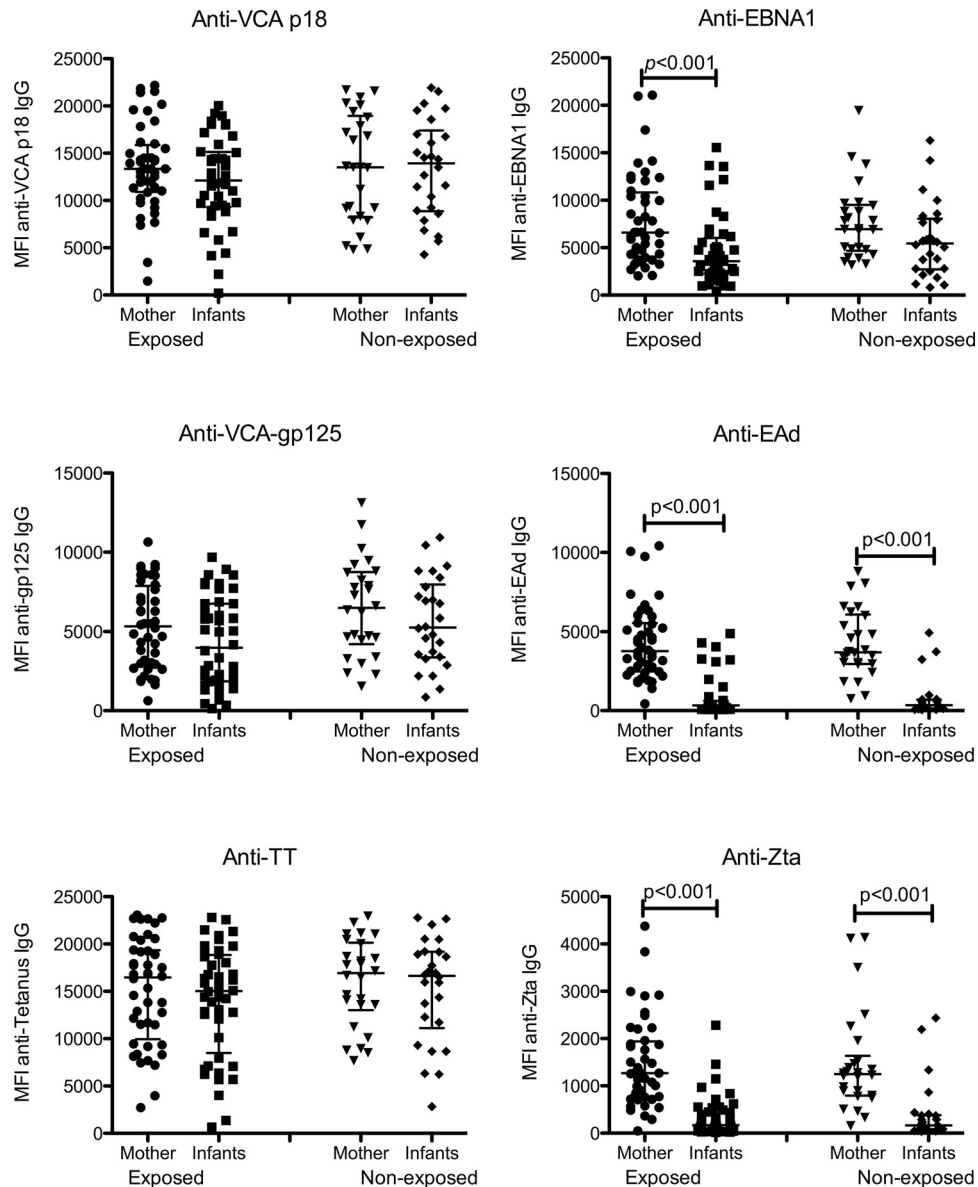 Anti-VCA p18
MFI anti-VCA p18 IgG
25000
20000
15000
10000
5000
0
Mother Infants Mother Infants
Exposed Non-exposed
Anti-EBNA1
MFI anti-EBNA1 IgG
25000
20000
15000
10000
5000
0
p<0.001
Mother Infants Mother Infants
Exposed Non-exposed
Anti-VCA-gp125
MFI anti-gp125 IgG
15000
10000
5000
0
Mother Infants Mother Infants
Exposed Non-exposed
Anti-EAd
MFI anti-EAd IgG
15000
10000
5000
0
p<0.001
p<0.001
Mother Infants Mother Infants
Exposed Non-exposed
Anti-TT
MFI anti-Tetanus IgG
25000
20000
15000
10000
5000
0
Mother Infants Mother Infants
Exposed Non-exposed
Anti-Zta
MFI anti-Zta IgG
5000
4000
3000
2000
1000
0
p<0.001
p<0.001
Mother Infants Mother Infants
Exposed Non-exposed